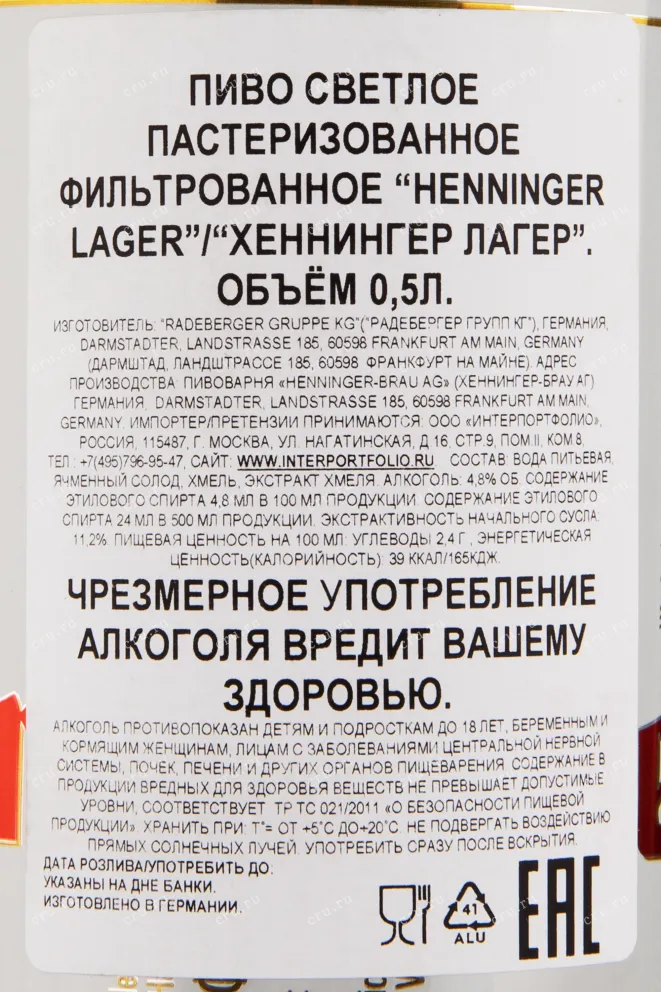 ПИВО СВЕТЛОЕ
ПАСТЕРИЗОВАННОЕ
ФИЛЬТРОВАННОЕ “HENNINGER
LAGER”/“ХЕННИНГЕР ЛАГЕР”.
ОБЪЁМ 0,5Л.
ИЗГОТОВИТЕЛЬ: “RADEBERGER GRUPPE KG”(“РАДЕБЕРГЕР ГРУПП КГ”), ГЕРМАНИЯ,
DARMSTADTER, LANDSTRASSE 185, 60598 FRANKFURT AM MAIN, GERMANY
(ДАРМШТАД, ЛАНДШТРАССЕ 185, 60598 ФРАНКФУРТ НА МАЙНЕ). АДРЕС
ПРОИЗВОДСТВА: ПИВОВАРНЯ «HENNINGER-BRAU AG» (ХЕННИНГЕР-БРАУ АГ)
ГЕРМАНИЯ, DARMSTADTER, LANDSTRASSE 185, 60598 FRANKFURT AM MAIN,
GERMANY. ИМПОРТЕР/ПРЕТЕНЗИИ ПРИНИМАЮТСЯ: ООО «ИНТЕРПОРТФОЛИО»,
РОССИЯ, 115487, Г. МОСКВА, УЛ. НАГАТИНСКАЯ, Д.16, СТР.9, ПОМ.II, КОМ.8,
ТЕЛ.: +7(495)796-95-47, САЙТ: WWW.INTERPORTFOLIO.RU СОСТАВ: ВОДА ПИТЬЕВАЯ,
ЯЧМЕННЫЙ СОЛОД, ХМЕЛЬ, ЭКСТРАКТ ХМЕЛЯ. АЛКОГОЛЬ: 4,8% ОБ. СОДЕРЖАНИЕ
ЭТИЛОВОГО СПИРТА 4,8 МЛ В 100 МЛ ПРОДУКЦИИ. СОДЕРЖАНИЕ ЭТИЛОВОГО
СПИРТА 24 МЛ В 500 МЛ ПРОДУКЦИИ. ЭКСТРАКТИВНОСТЬ НАЧАЛЬНОГО СУСЛА:
11,2%. ПИЩЕВАЯ ЦЕННОСТЬ НА 100 МЛ: УГЛЕВОДЫ 2,4 Г., ЭНЕРГЕТИЧЕСКАЯ
ЦЕННОСТЬ(КАЛОРИЙНОСТЬ): 39 ККАЛ/165КДЖ.
ЧРЕЗМЕРНОЕ УПОТРЕБЛЕНИЕ
АЛКОГОЛЯ ВРЕДИТ ВАШЕМУ
ЗДОРОВЬЮ.
АЛКОГОЛЬ ПРОТИВОПОКАЗАН ДЕТЯМ И ПОДРОСТКАМ ДО 18 ЛЕТ, БЕРЕМЕННЫМ И
КОРМЯЩИМ ЖЕНЩИНАМ, ЛИЦАМ С ЗАБОЛЕВАНИЯМИ ЦЕНТРАЛЬНОЙ НЕРВНОЙ
СИСТЕМЫ, ПОЧЕК, ПЕЧЕНИ И ДРУГИХ ОРГАНОВ ПИЩЕВАРЕНИЯ. СОДЕРЖАНИЕ В
ПРОДУКЦИИ ВРЕДНЫХ ДЛЯ ЗДОРОВЬЯ ВЕЩЕСТВ НЕ ПРЕВЫШАЕТ ДОПУСТИМЫЕ
УРОВНИ, СООТВЕТСТВУЕТ ТР ТС 021/2011 «О БЕЗОПАСНОСТИ ПИЩЕВОЙ
ПРОДУКЦИИ». ХРАНИТЬ ПРИ: Т°= ОТ +5°С ДО+20°С. НЕ ПОДВЕРГАТЬ ВОЗДЕЙСТВИЮ
ПРЯМЫХ СОЛНЕЧНЫХ ЛУЧЕЙ. УПОТРЕБИТЬ СРАЗУ ПОСЛЕ ВСКРЫТИЯ.
ДАТА РОЗЛИВА/УПОТРЕБИТЬ ДО:
УКАЗАНЫ НА ДНЕ БАНКИ.
ИЗГОТОВЛЕНО В ГЕРМАНИИ.
41
ALU
EAC
cru.ru